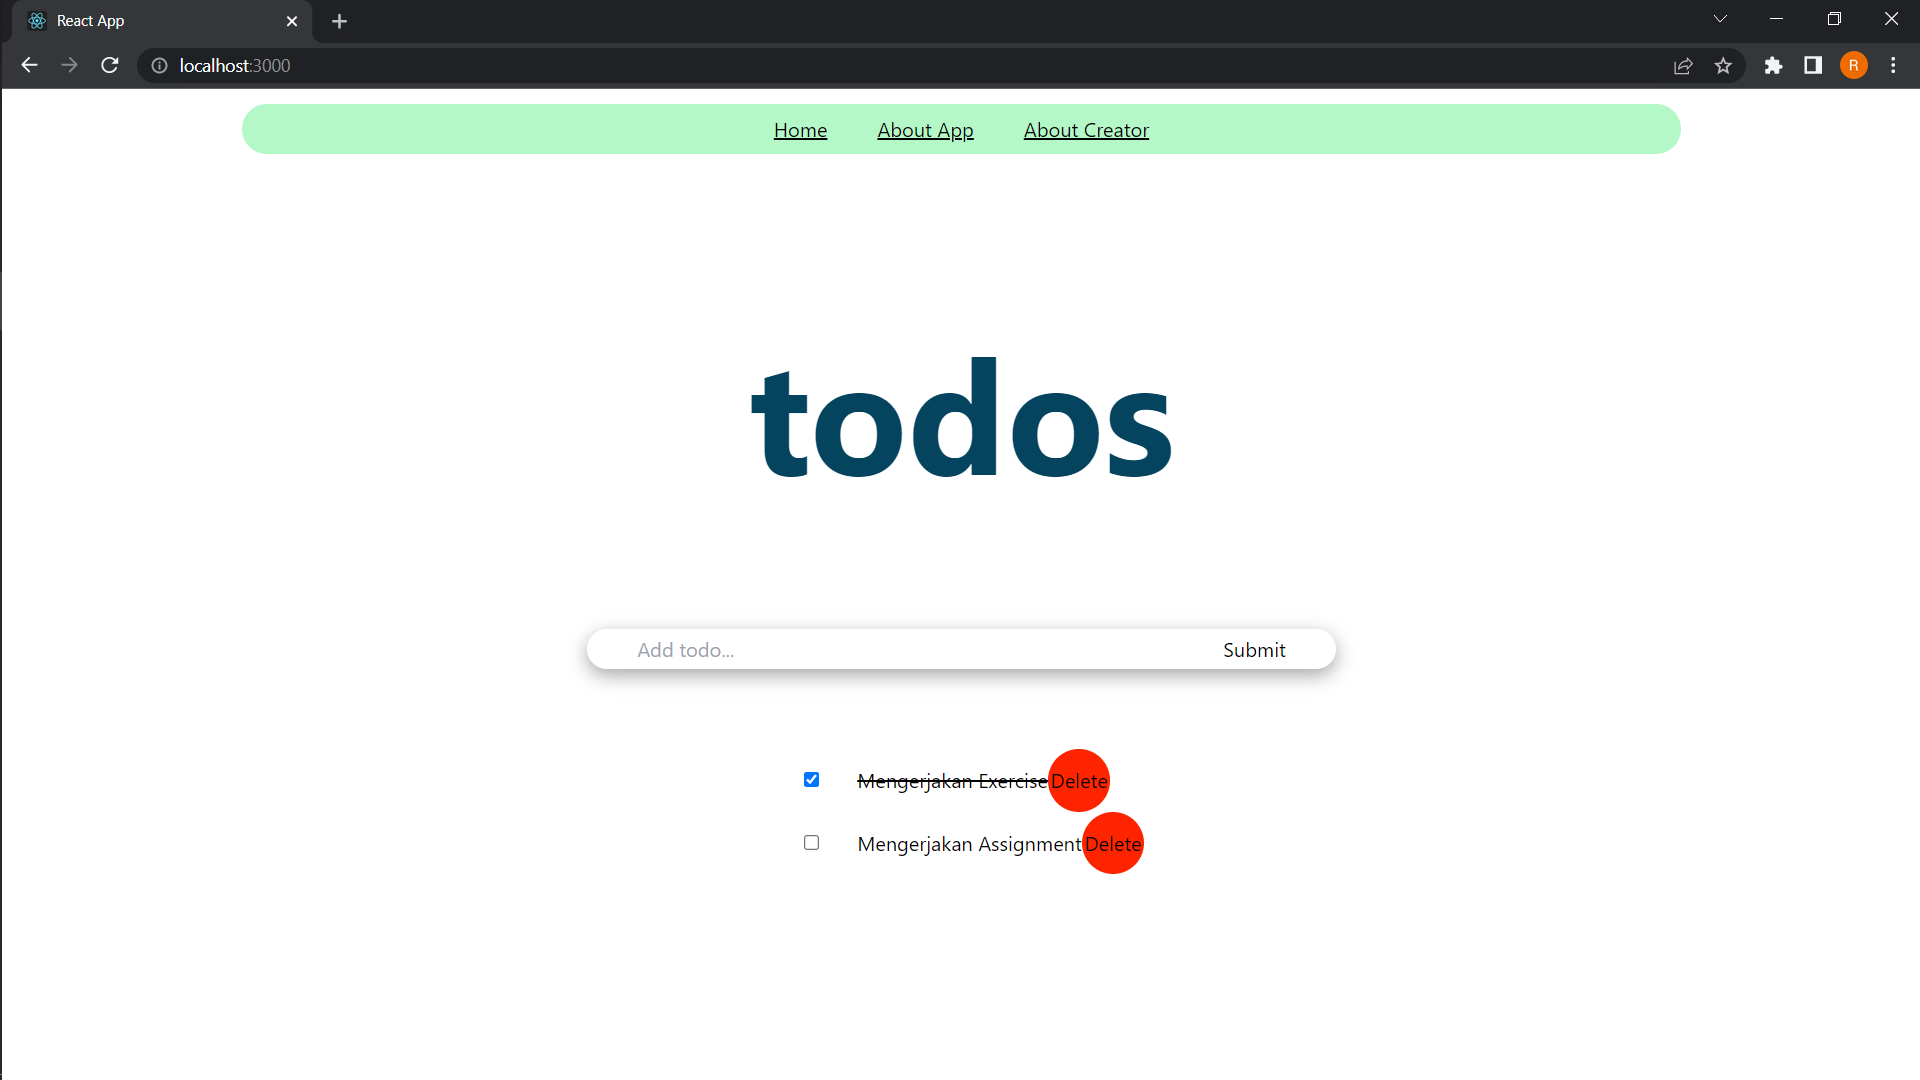 React App
localhost:3000
R
Home About App About Creator
todos
Add todo... Submit
Mengerjakan Exercise Delete
Mengerjakan Assignment Delete